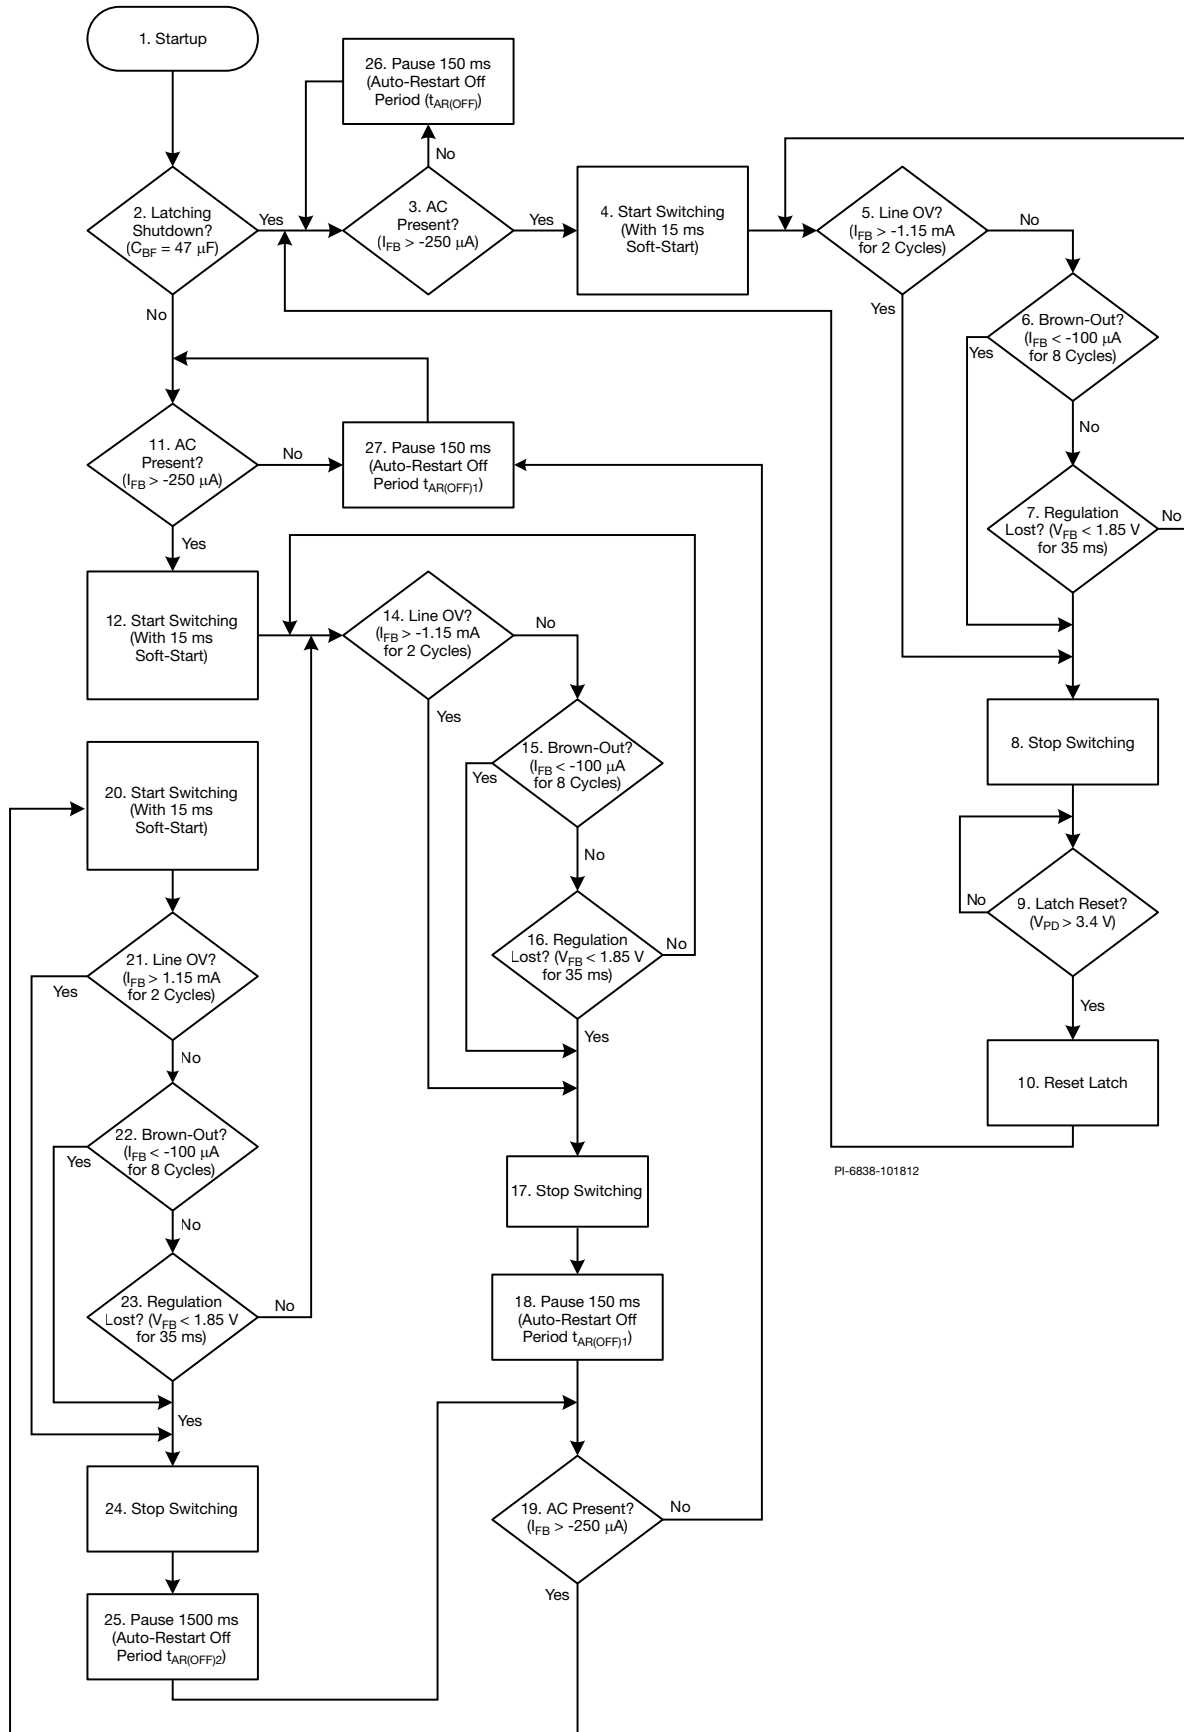 1. Startup
26. Pause 150 ms
(Auto-Restart Off
Period (tAR(OFF))
No
2. Latching
Shutdown?
(CBF = 47 μF)
Yes
3. AC
Present?
(IFB > -250 μA)
Yes
4. Start Switching
(With 15 ms
Soft-Start)
5. Line OV?
(IFB > -1.15 mA
for 2 Cycles)
No
No
Yes
6. Brown-Out?
(IFB < -100 μA
for 8 Cycles)
Yes
No
11. AC
Present?
(IFB > -250 μA)
No
27. Pause 150 ms
(Auto-Restart Off
Period tAR(OFF)1)
7. Regulation
Lost? (VFB < 1.85 V
for 35 ms)
No
Yes
Yes
12. Start Switching
(With 15 ms
Soft-Start)
14. Line OV?
(IFB > -1.15 mA
for 2 Cycles)
No
Yes
15. Brown-Out?
(IFB < -100 μA
for 8 Cycles)
Yes
No
8. Stop Switching
20. Start Switching
(With 15 ms
Soft-Start)
9. Latch Reset?
(VPD > 3.4 V)
No
Yes
16. Regulation
Lost? (VFB < 1.85 V
for 35 ms)
No
Yes
21. Line OV?
(IFB > 1.15 mA
for 2 Cycles)
Yes
No
10. Reset Latch
22. Brown-Out?
(IFB < -100 μA
for 8 Cycles)
Yes
No
PI-6838-101812
17. Stop Switching
23. Regulation
Lost? (VFB < 1.85 V
for 35 ms)
No
Yes
18. Pause 150 ms
(Auto-Restart Off
Period tAR(OFF)1)
24. Stop Switching
19. AC Present?
(IFB > -250 μA)
No
Yes
25. Pause 1500 ms
(Auto-Restart Off
Period tAR(OFF)2)